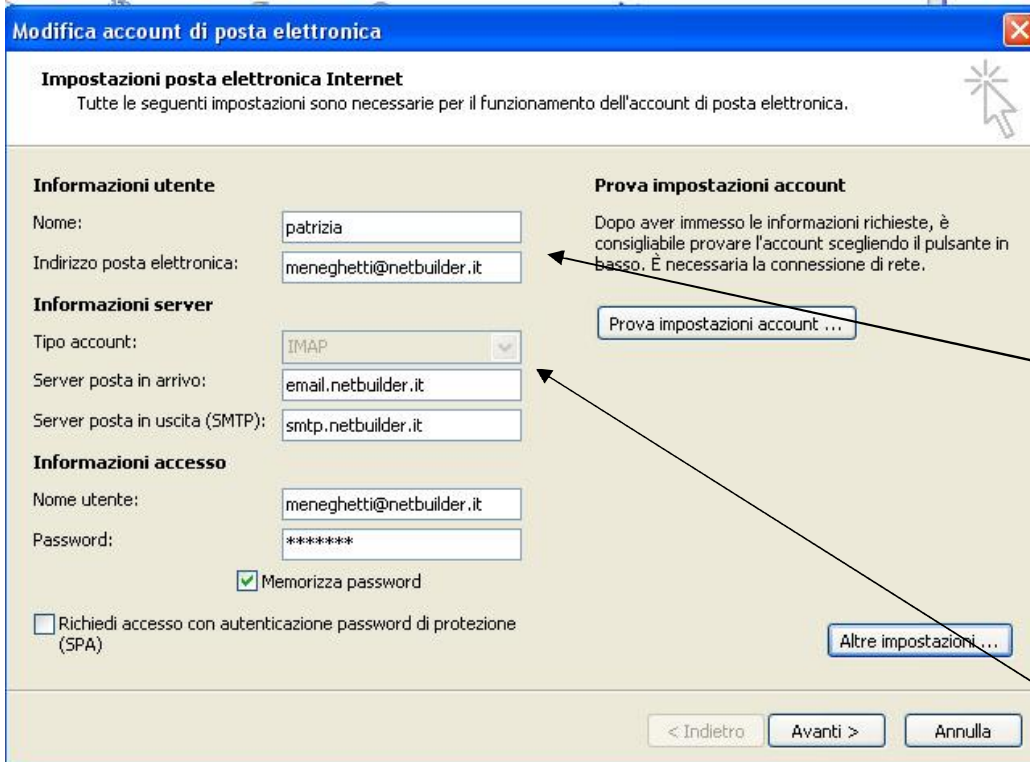 Modifica account di posta elettronica
Impostazioni posta elettronica Internet
Tutte le seguenti impostazioni sono necessarie per il funzionamento dell'account di posta elettronica.
Informazioni utente
Nome: patrizia
Indirizzo posta elettronica: meneghetti@netbuilder.it
Informazioni server
Tipo account: IMAP
Server posta in arrivo: email.netbuilder.it
Server posta in uscita (SMTP): smtp.netbuilder.it
Informazioni accesso
Nome utente: meneghetti@netbuilder.it
Password: *******
Memorizza password
Richiedi accesso con autenticazione password di protezione
(SPA)
Prova impostazioni account
Dopo aver immesso le informazioni richieste, è
consigliabile provare l'account scegliendo il pulsante in
basso. È necessaria la connessione di rete.
Prova impostazioni account ...
Altre impostazioni ...
< Indietro
Avanti >
Annulla